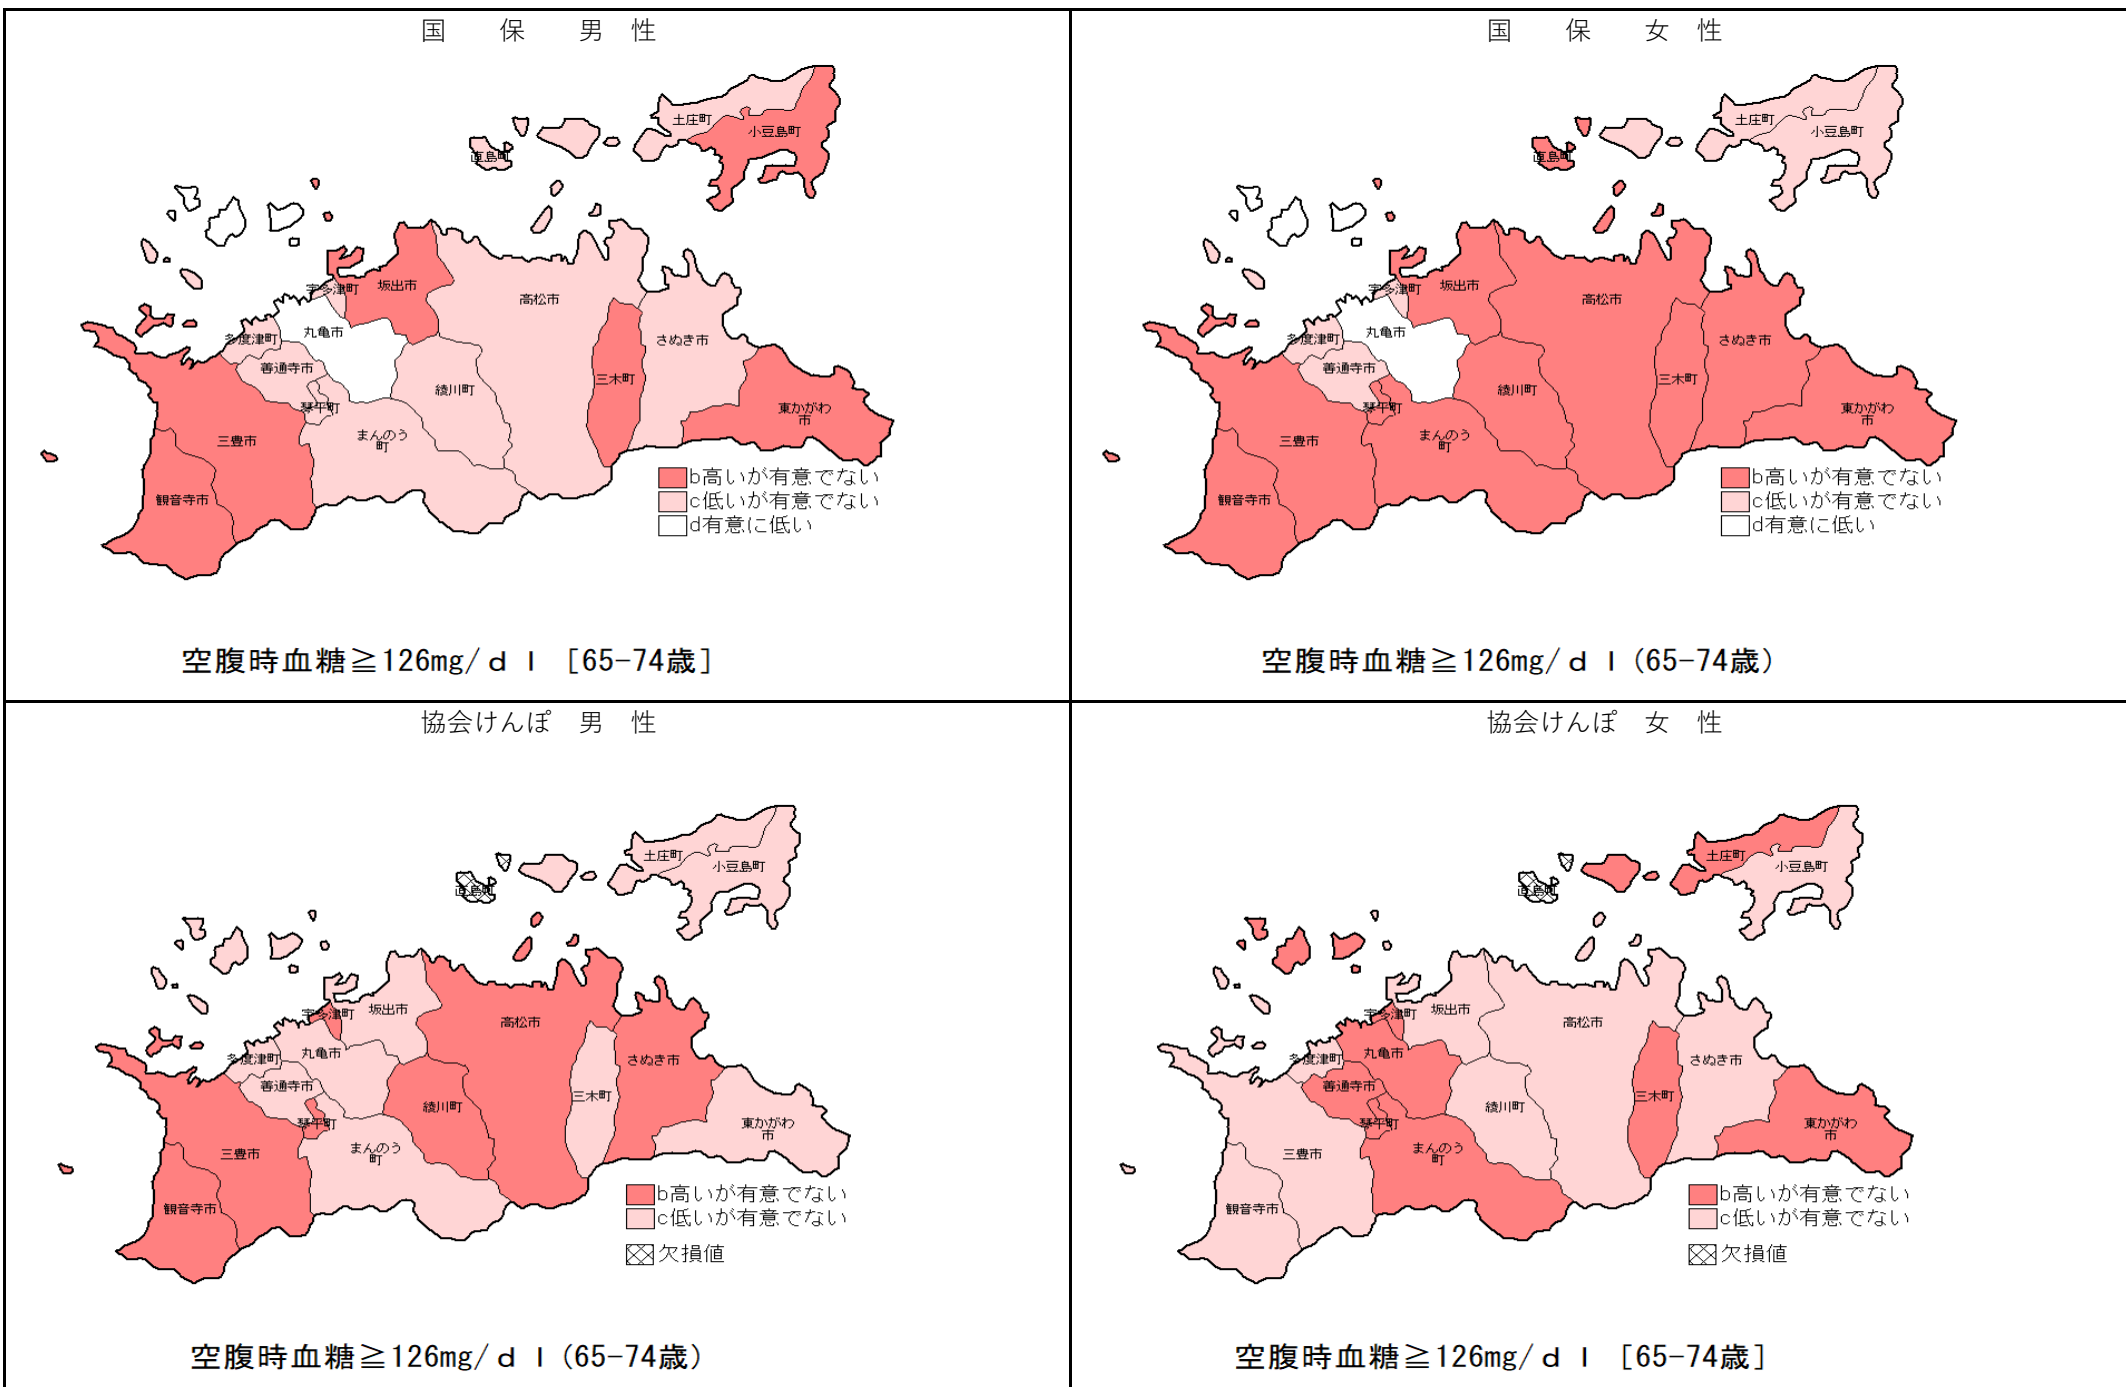 国　保　男　性
土庄町
小豆島町
直島町
宇多津町
坂出市
高松市
丸亀市
多度津町
さぬき市
善通寺市
三木町
綾川町
琴平町
東かがわ
市
まんのう
町
三豊市
観音寺市
b高いが有意でない
c低いが有意でない
d有意に低い
空腹時血糖≧126mg/ｄｌ［65−74歳］
国　保　女　性
土庄町
小豆島町
直島町
宇多津町
坂出市
高松市
丸亀市
多度津町
さぬき市
善通寺市
三木町
綾川町
琴平町
東かがわ
市
まんのう
町
三豊市
観音寺市
b高いが有意でない
c低いが有意でない
d有意に低い
空腹時血糖≧126mg/ｄｌ(65−74歳)
協会けんぽ　男　性
土庄町
小豆島町
直島町
宇多津町
坂出市
高松市
丸亀市
多度津町
さぬき市
善通寺市
三木町
綾川町
琴平町
東かがわ
市
まんのう
町
三豊市
観音寺市
b高いが有意でない
c低いが有意でない
欠損値
空腹時血糖≧126mg/ｄｌ(65−74歳)
協会けんぽ　女　性
土庄町
小豆島町
直島町
宇多津町
坂出市
高松市
丸亀市
多度津町
さぬき市
善通寺市
三木町
綾川町
琴平町
東かがわ
市
まんのう
町
三豊市
観音寺市
b高いが有意でない
c低いが有意でない
欠損値
空腹時血糖≧126mg/ｄｌ［65−74歳］